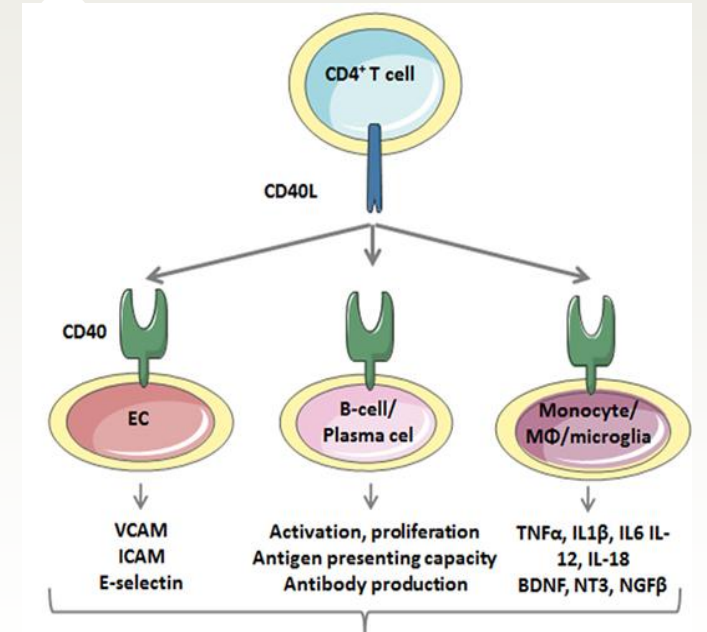 CD4⁺ T cell
CD40L
CD40
EC
B-cell/
Plasma cel
Monocyte/
MΦ/microglia
VCAM
ICAM
E-selectin
Activation, proliferation
Antigen presenting capacity
Antibody production
TNFα, IL1β, IL6 IL-
12, IL-18
BDNF, NT3, NGFβ